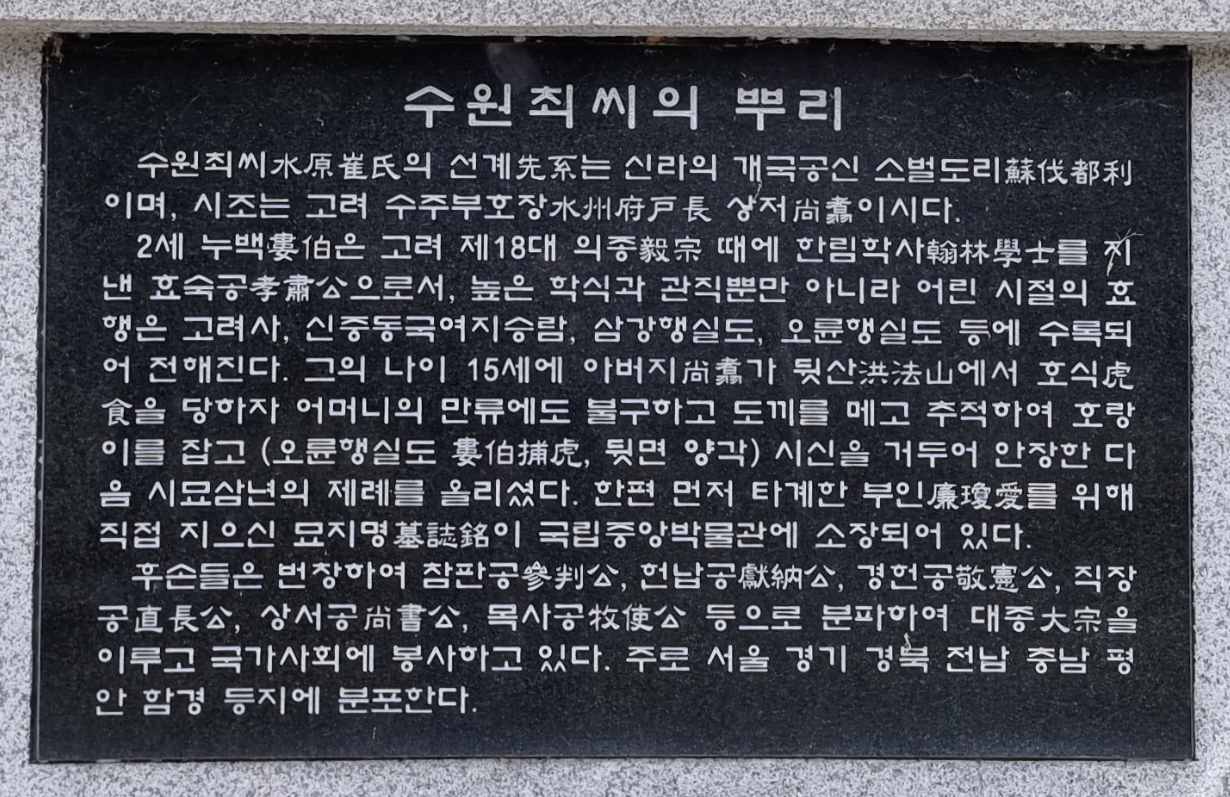 수원최씨의 뿌리
수원최씨水原崔氏의 선계先系는 신라의 개국공신 소벌도리蘇伐都利
이며, 시조는 고려 수주부호장水州府戶長 상저尚翥이시다.
2세 누백婁伯은 고려 제18대 의종毅宗 때에 한림학사翰林學士를 지
낸 효숙공孝肅公으로서, 높은 학식과 관직뿐만 아니라 어린 시절의 효
행은 고려사, 신증동국여지승람, 삼강행실도, 오륜행실도 등에 수록되
어 전해진다. 그의 나이 15세에 아버지尚翥가 뒷산洪法山에서 호식虎
食을 당하자 어머니의 만류에도 불구하고 도끼를 메고 추적하여 호랑
이를 잡고 (오륜행실도 婁伯捕虎, 뒷면 양각) 시신을 거두어 안장한 다
음 시묘삼년의 제례를 올리셨다. 한편 먼저 타계한 부인廉瓊愛를 위해
직접 지으신 묘지명墓誌銘이 국립중앙박물관에 소장되어 있다.
후손들은 번창하여 참판공參判公, 헌납공獻納公, 경헌공敬憲公, 직장
공直長公, 상서공尚書公, 목사공牧使公 등으로 분파하여 대종大宗을
이루고 국가사회에 봉사하고 있다. 주로 서울 경기 경북 전남 충남 평
안 함경 등지에 분포한다.